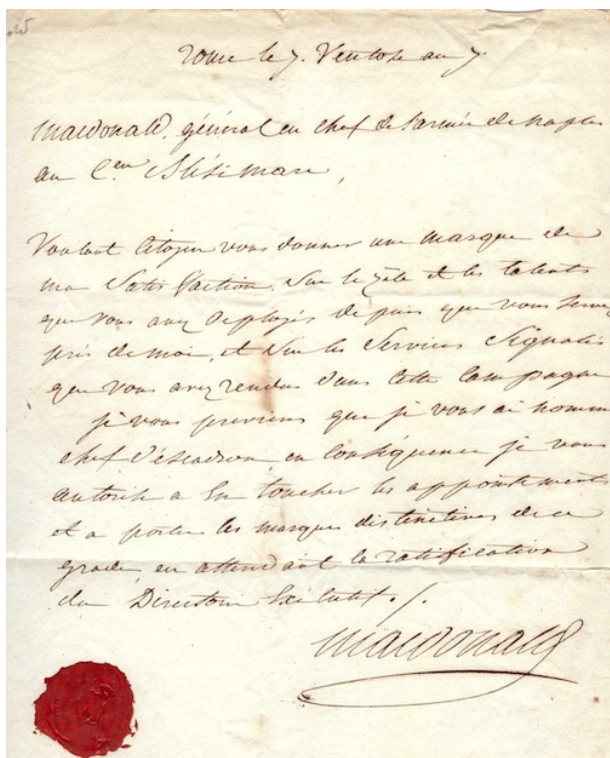 Rome le 7. Ventose an 7
Macdonald, général en chef de l'armée de naples
au C.en
Voulant Citoyen vous donner une marque de
ma Satisfaction Sur le zèle et les talents
que vous avez deployés depuis que vous servez
près de moi, et Sur les Services Signalés
que vous avez rendus dans cette Campagne
je vous previens que je vous ai nommé
chef d'escadron, en Conséquence je vous
autorise a En toucher les appointements
et a porter les marques distinctives de ce
grade, en attendant la ratification
du Directoire Exécutif ./.
Macdonald